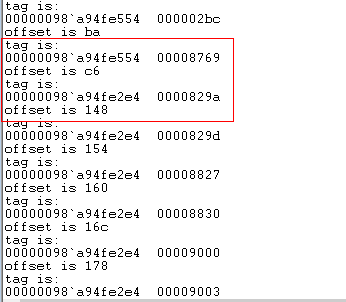 tag is:
00000098`a94fe554  000002bc
offset is ba
tag is:
00000098`a94fe554  00008769
offset is c6
tag is:
00000098`a94fe2e4  0000829a
offset is 148
tag is:
00000098`a94fe2e4  0000829d
offset is 154
tag is:
00000098`a94fe2e4  00008827
offset is 160
tag is:
00000098`a94fe2e4  00008830
offset is 16c
tag is:
00000098`a94fe2e4  00009000
offset is 178
tag is:
00000098`a94fe2e4  00009003